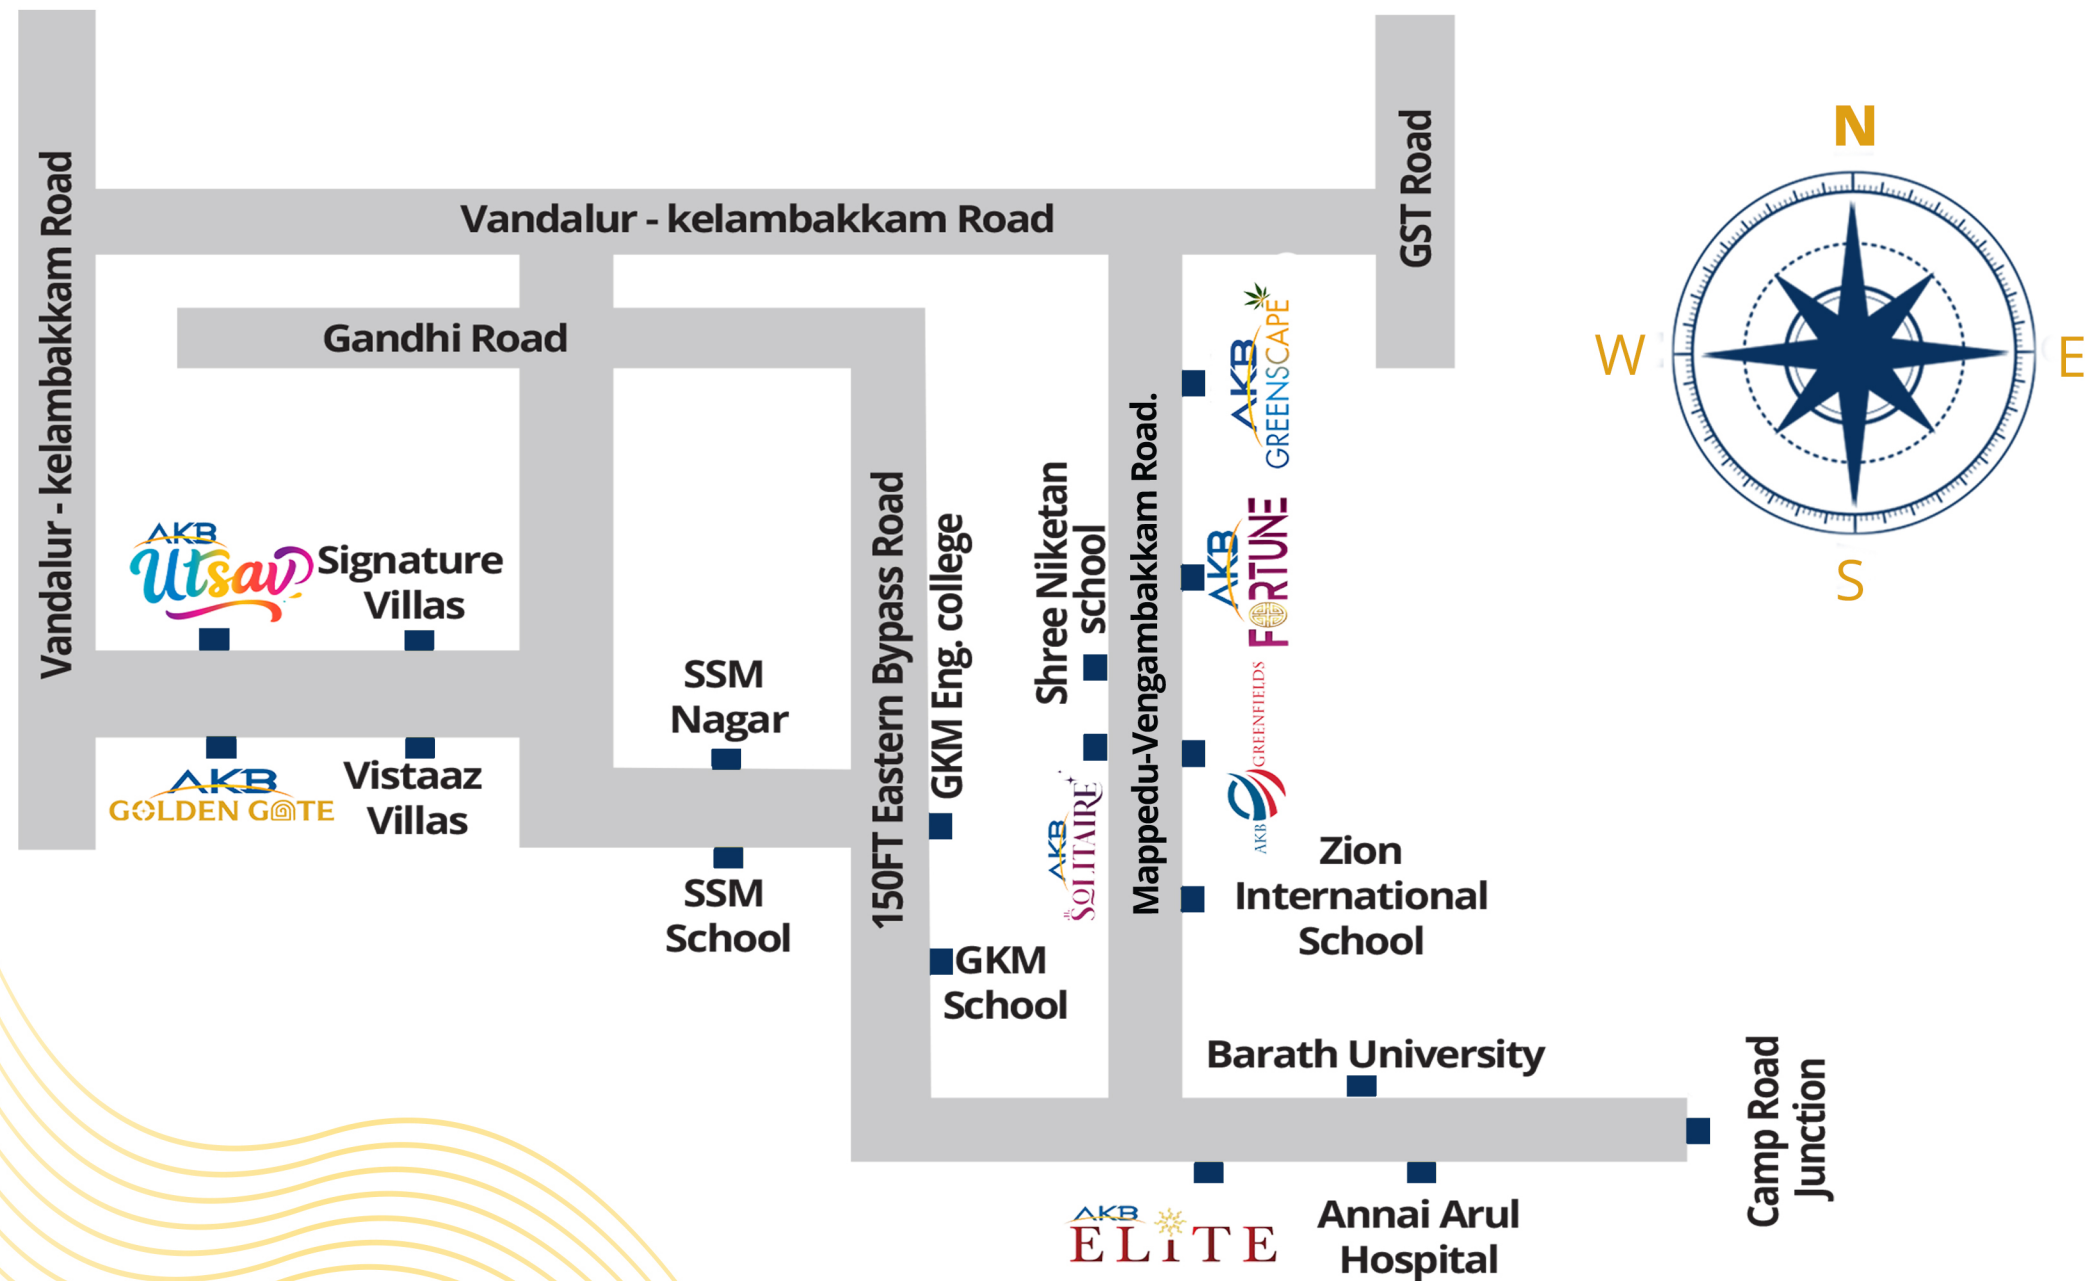 N
W
E
S
Vandalur - kelambakkam Road
Vandalur - kelambakkam Road
GST Road
Gandhi Road
AKB
GREENSCAPE
AKB
FORTUNE
AKB
GREENFIELDS
Mappedu-Vengambakkam Road.
Shree Niketan
school
AKB
SOLITAIRE
150FT Eastern Bypass Road
GKM Eng. college
AKB
Utsav
Signature
Villas
AKB
GOLDEN GATE
Vistaaz
Villas
SSM
Nagar
SSM
School
GKM
School
Zion
International
School
Barath University
Camp Road
Junction
AKB
ELiTE
Annai Arul
Hospital